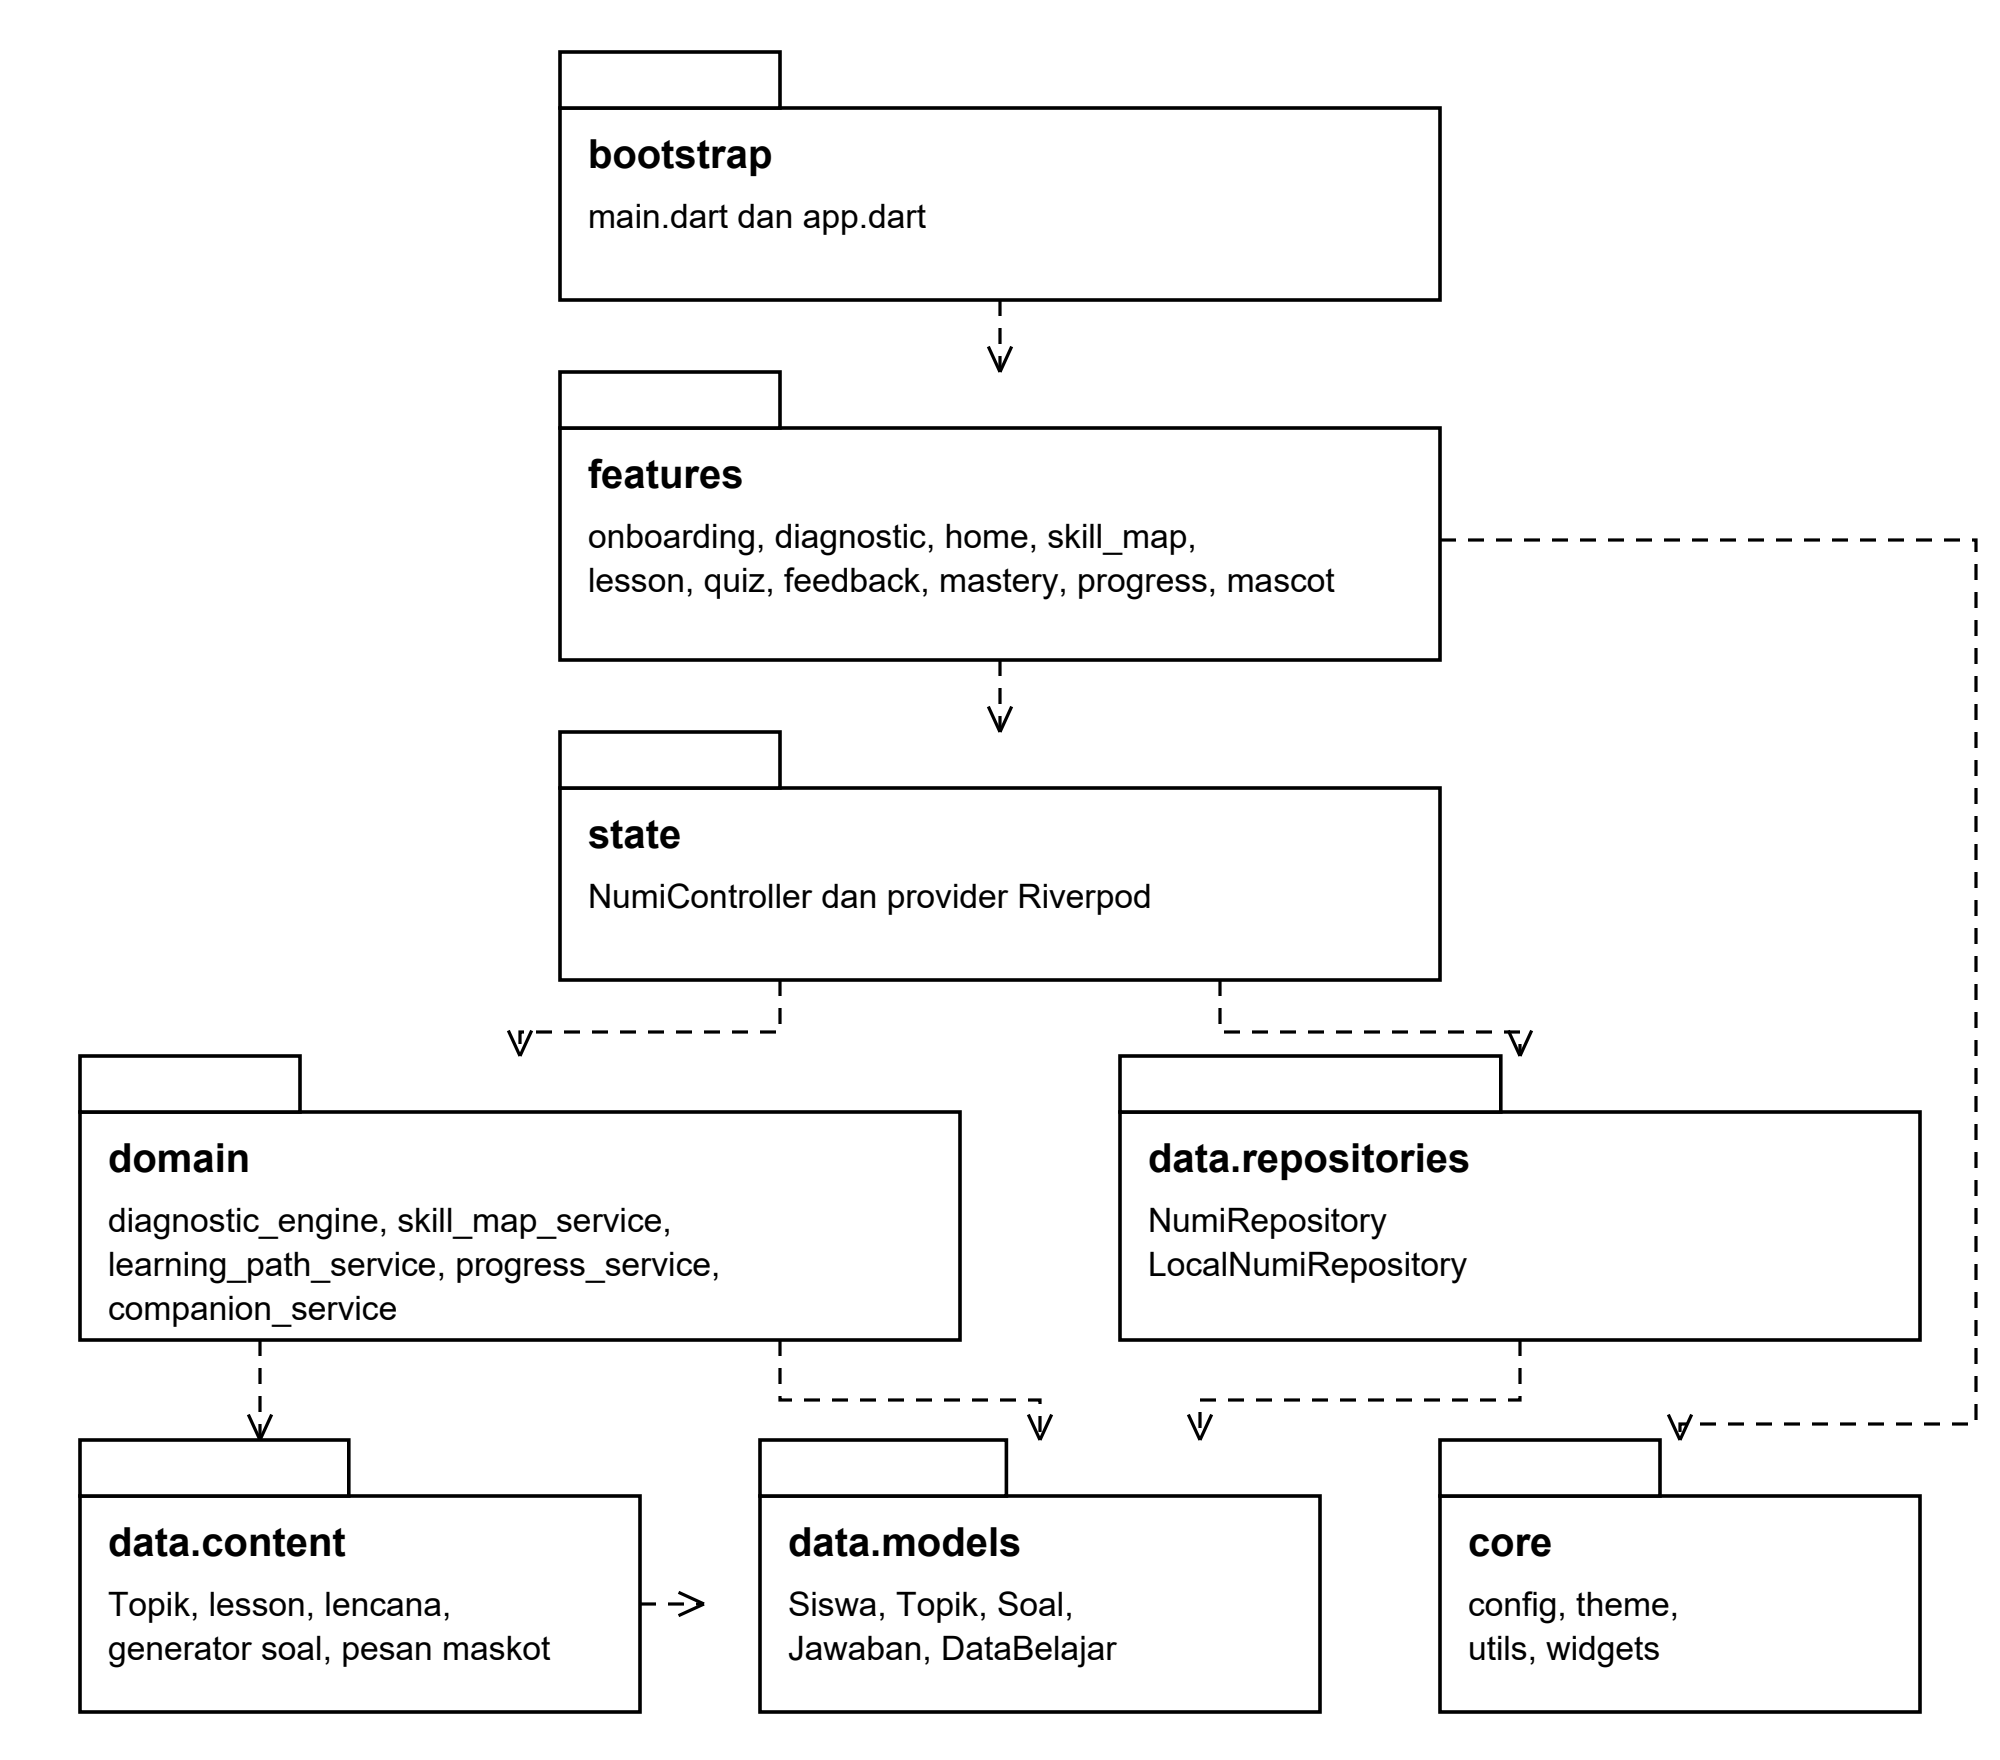 bootstrap
main.dart dan app.dart
features
onboarding, diagnostic, home, skill_map,
lesson, quiz, feedback, mastery, progress, mascot
state
NumiController dan provider Riverpod
domain
diagnostic_engine, skill_map_service,
learning_path_service, progress_service,
companion_service
data.repositories
NumiRepository
LocalNumiRepository
data.content
Topik, lesson, lencana,
generator soal, pesan maskot
data.models
Siswa, Topik, Soal,
Jawaban, DataBelajar
core
config, theme,
utils, widgets